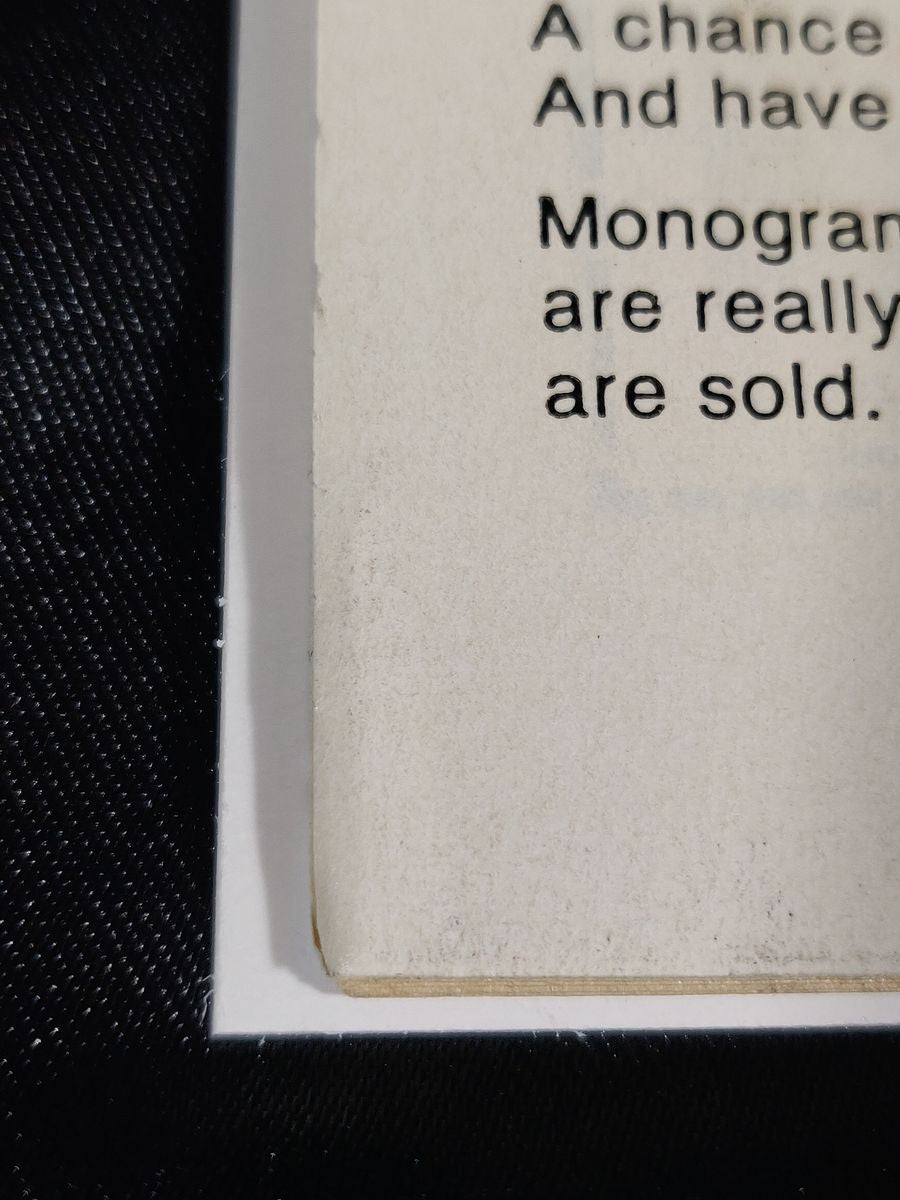 A chance
And have
Monogram
are really
are sold.